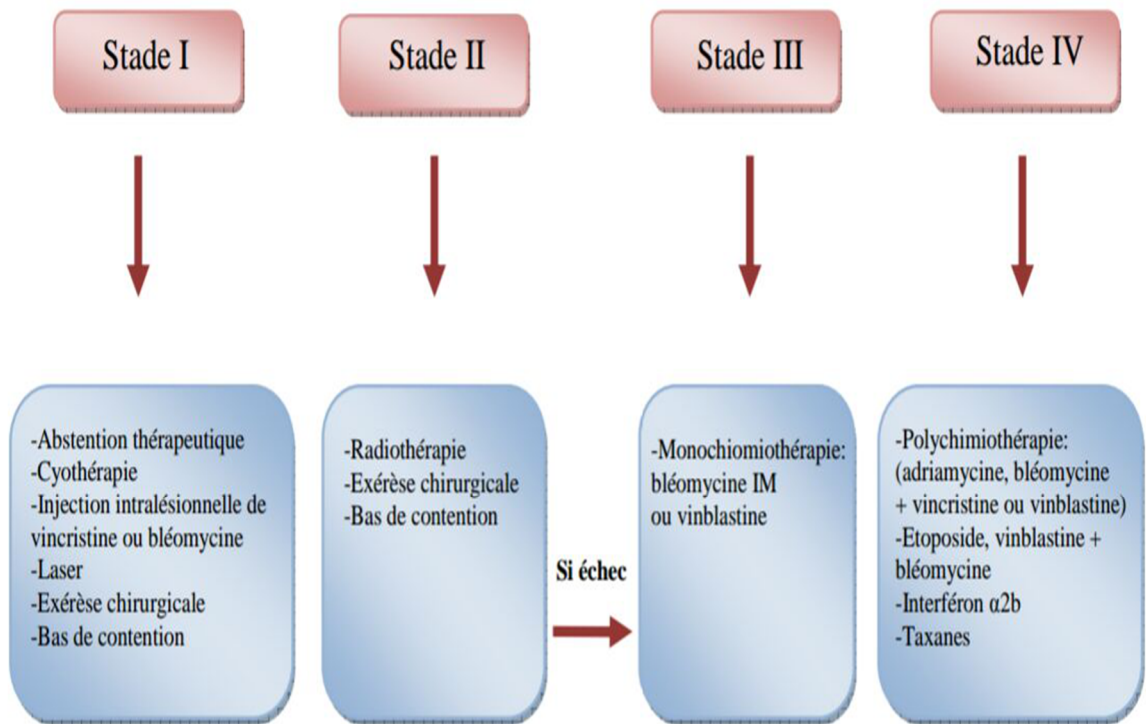 Stade I
Stade II
Stade III
Stade IV
-Abstention thérapeutique
-Cyothérapie
-Injection intralésionnelle de
vincristine ou bléomycine
-Laser
-Exérèse chirurgicale
-Bas de contention
-Radiothérapie
-Exérèse chirurgicale
-Bas de contention
Si échec
-Monochiomiothérapie:
bléomycine IM
ou vinblastine
-Polychimiothérapie:
(adriamycine, bléomycine
+ vincristine ou vinblastine)
-Etoposide, vinblastine +
bléomycine
-Interféron α2b
-Taxanes